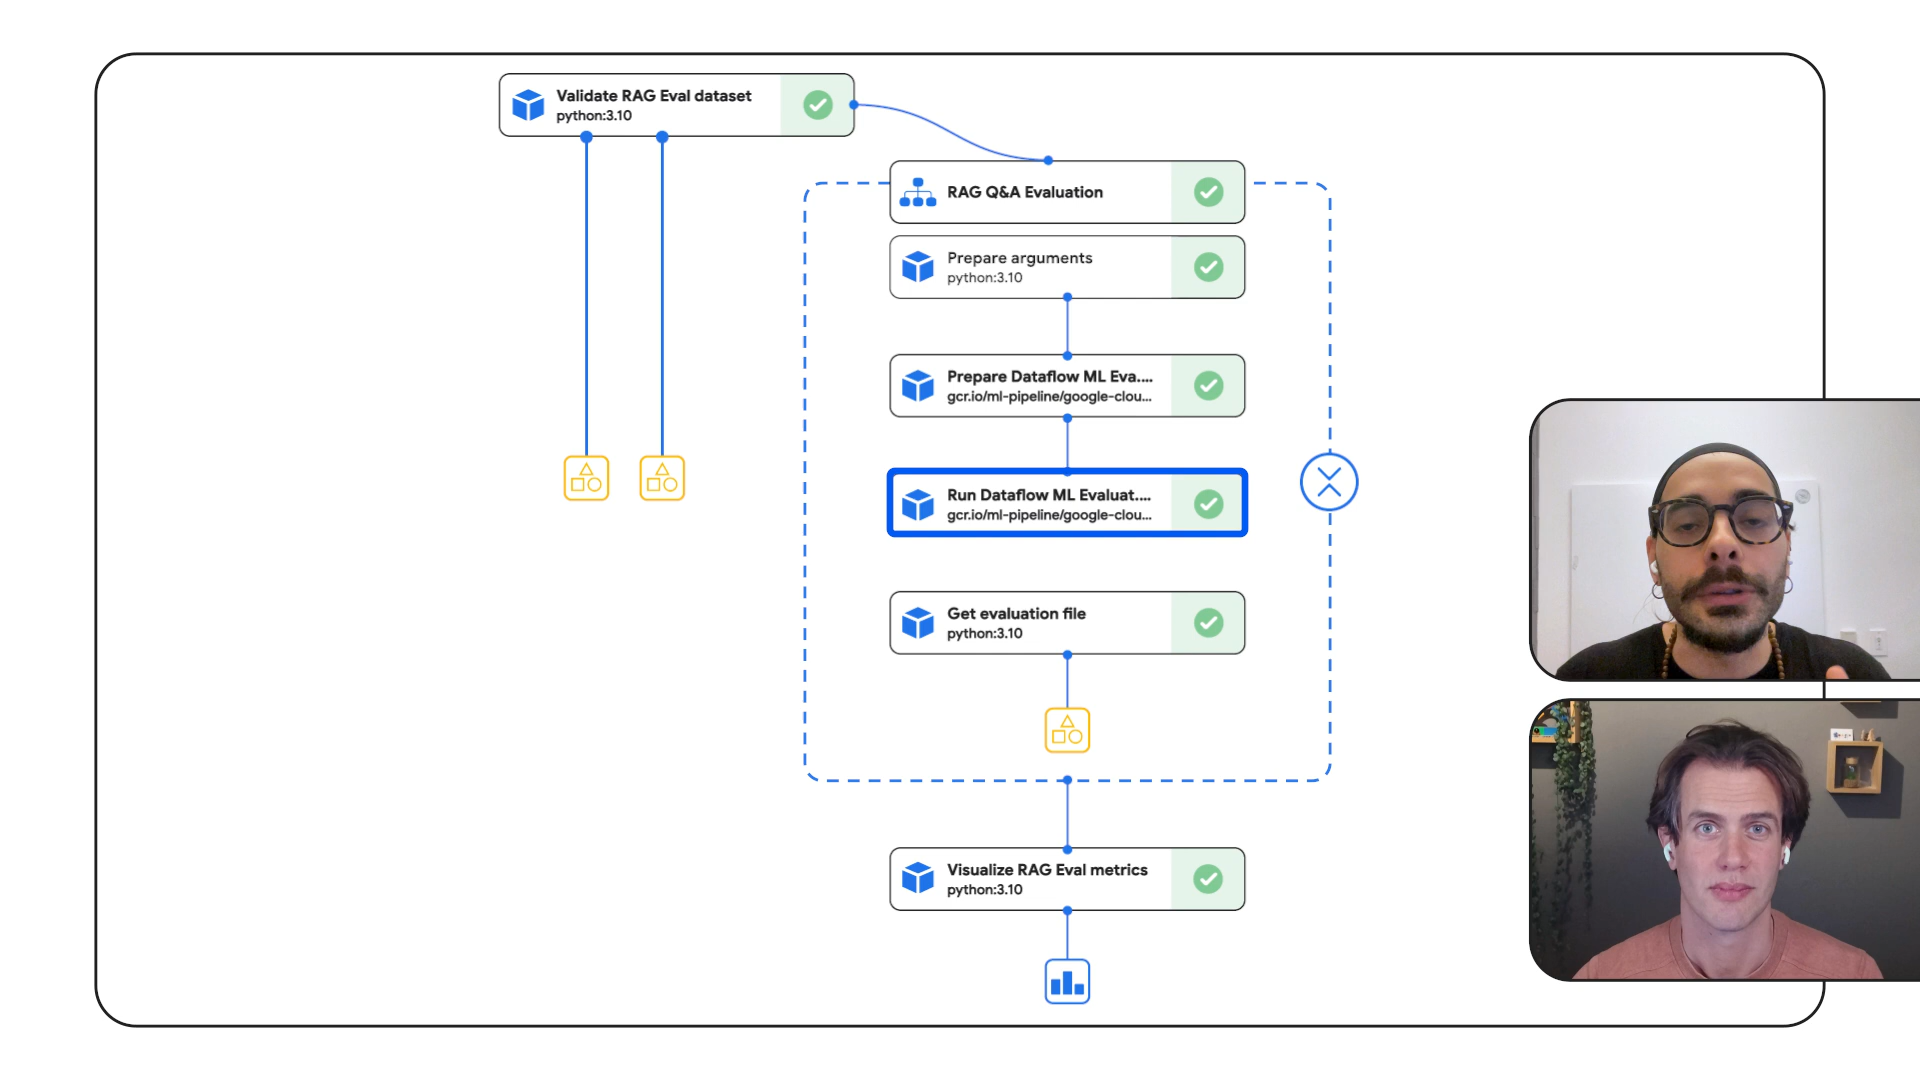 Validate RAG Eval dataset
python:3.10
RAG Q&A Evaluation
Prepare arguments
python:3.10
Prepare Dataflow ML Eva....
gcr.io/ml-pipeline/google-clou...
Run Dataflow ML Evaluat....
gcr.io/ml-pipeline/google-clou...
Get evaluation file
python:3.10
Visualize RAG Eval metrics
python:3.10